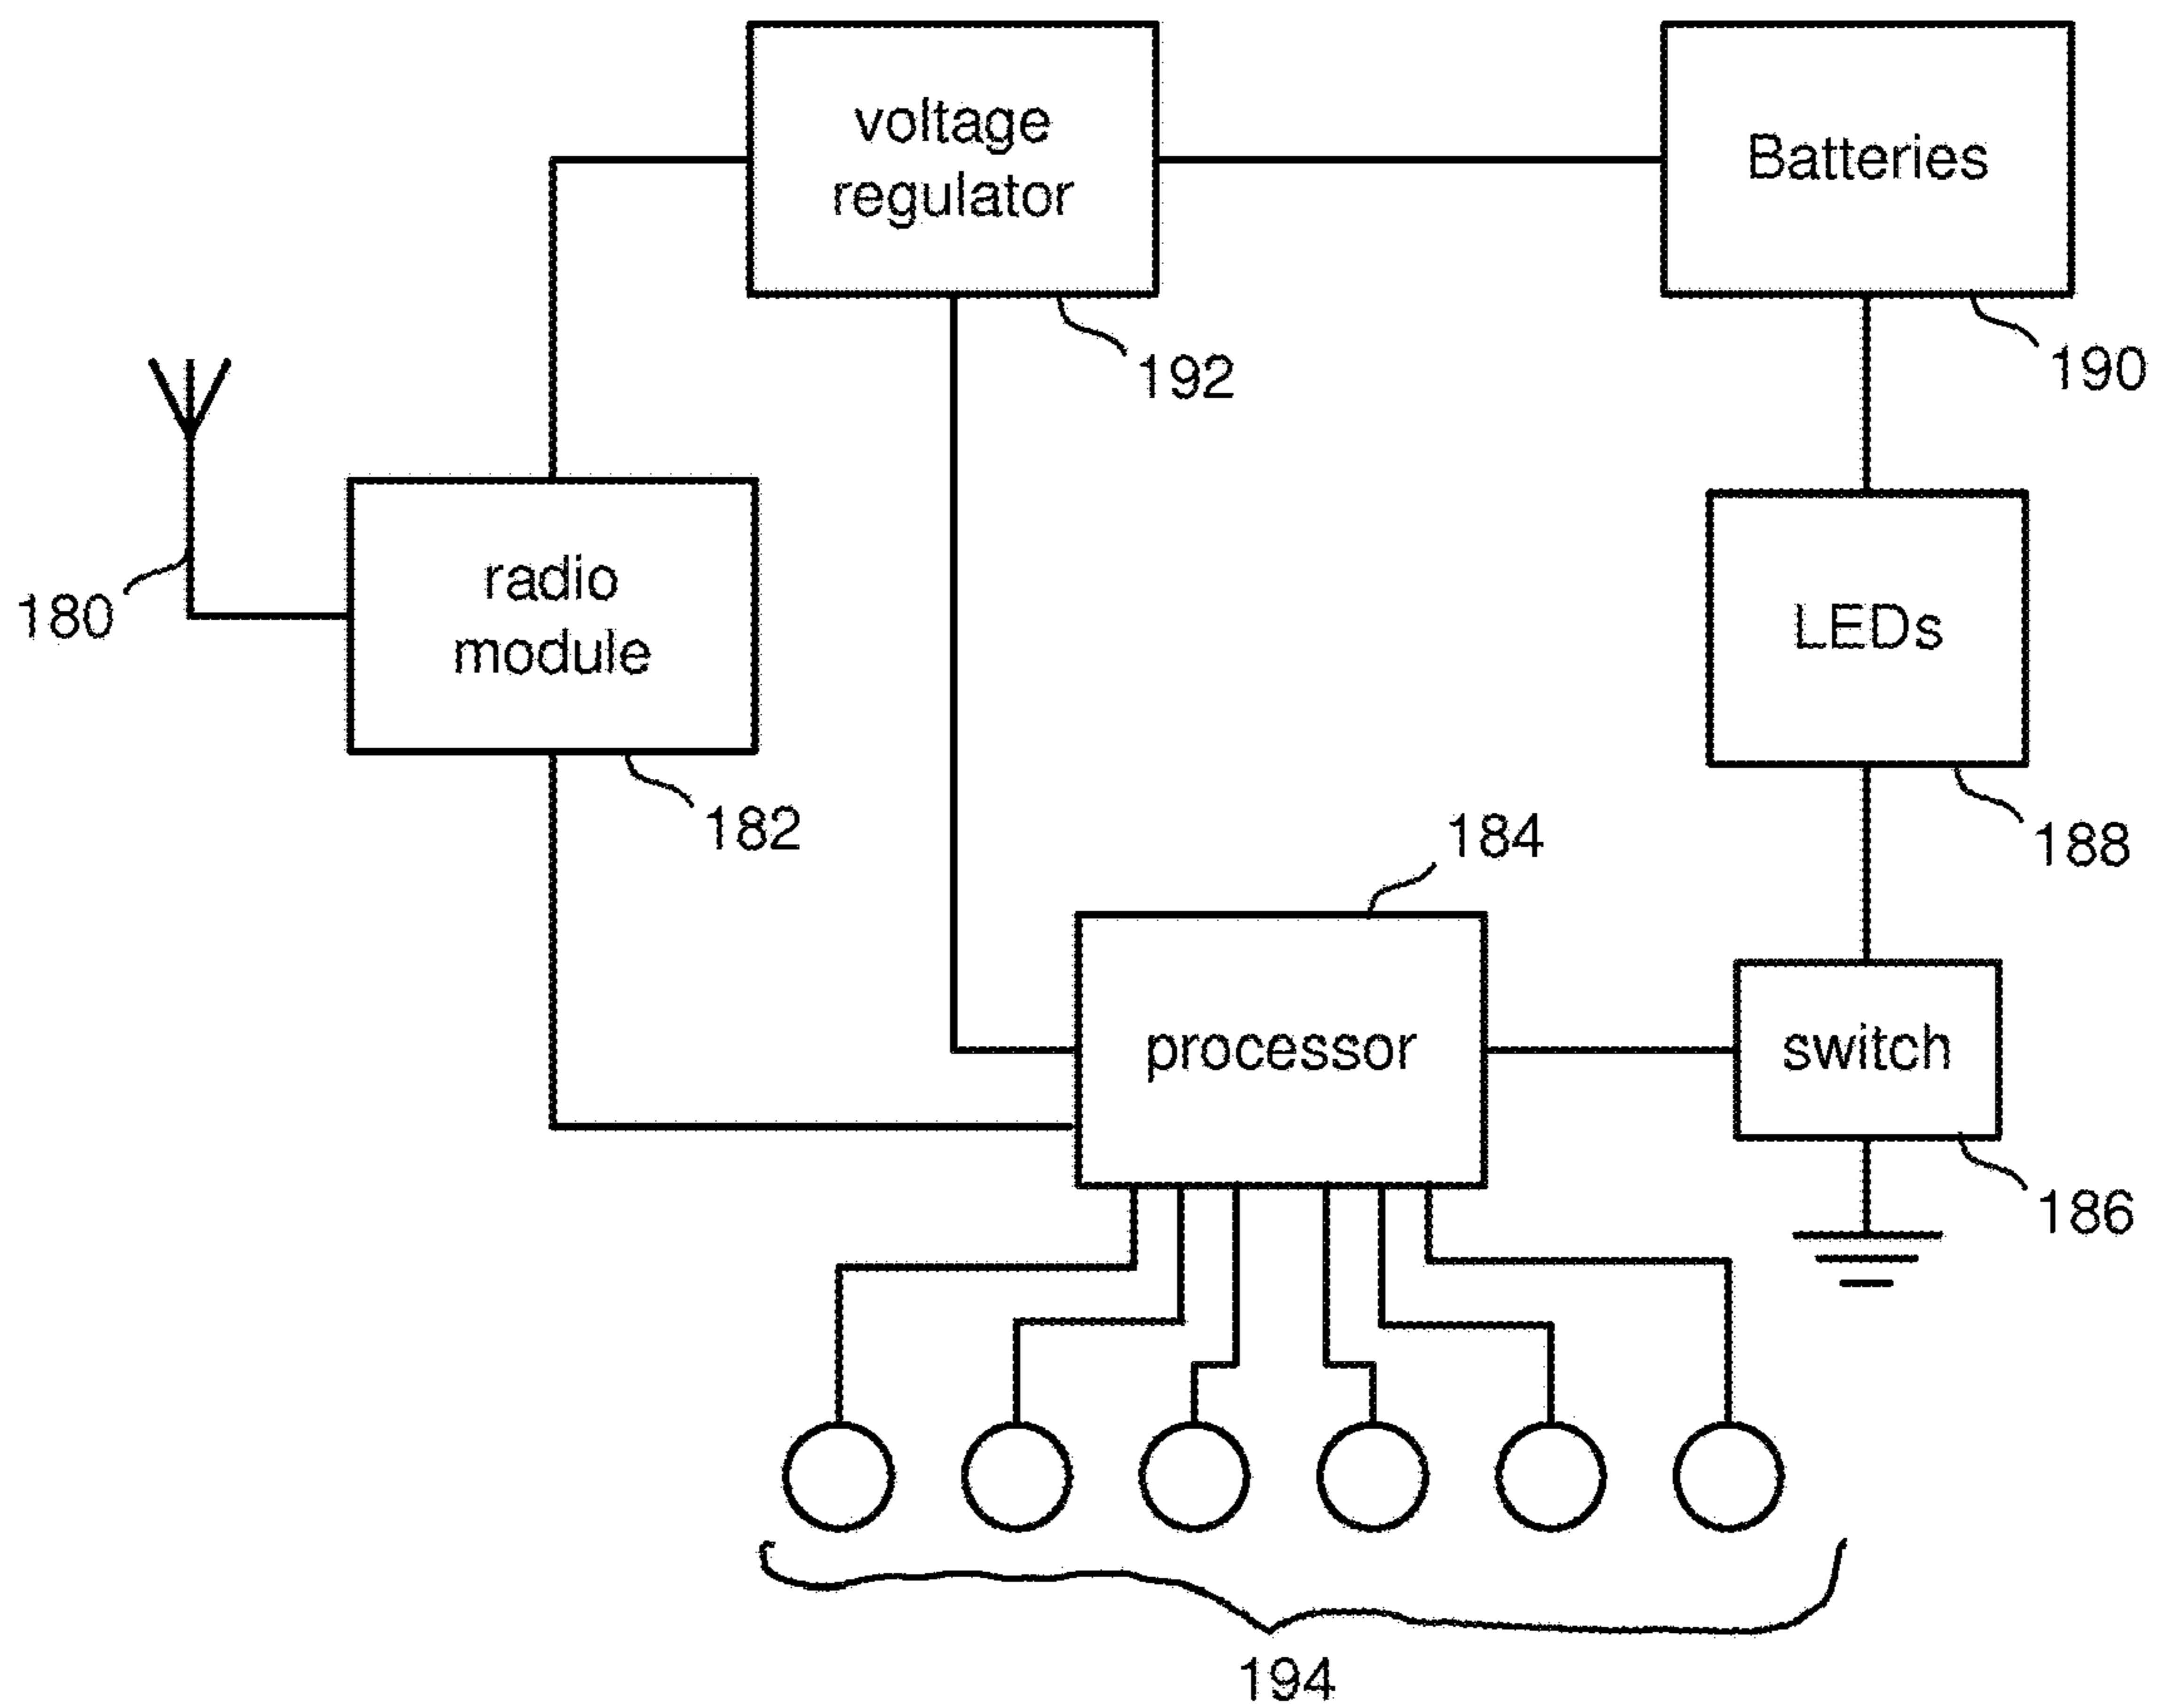 voltage
regulator
Batteries
192
190
radio
module
LEDs
180
182
184
188
processor
switch
186
194